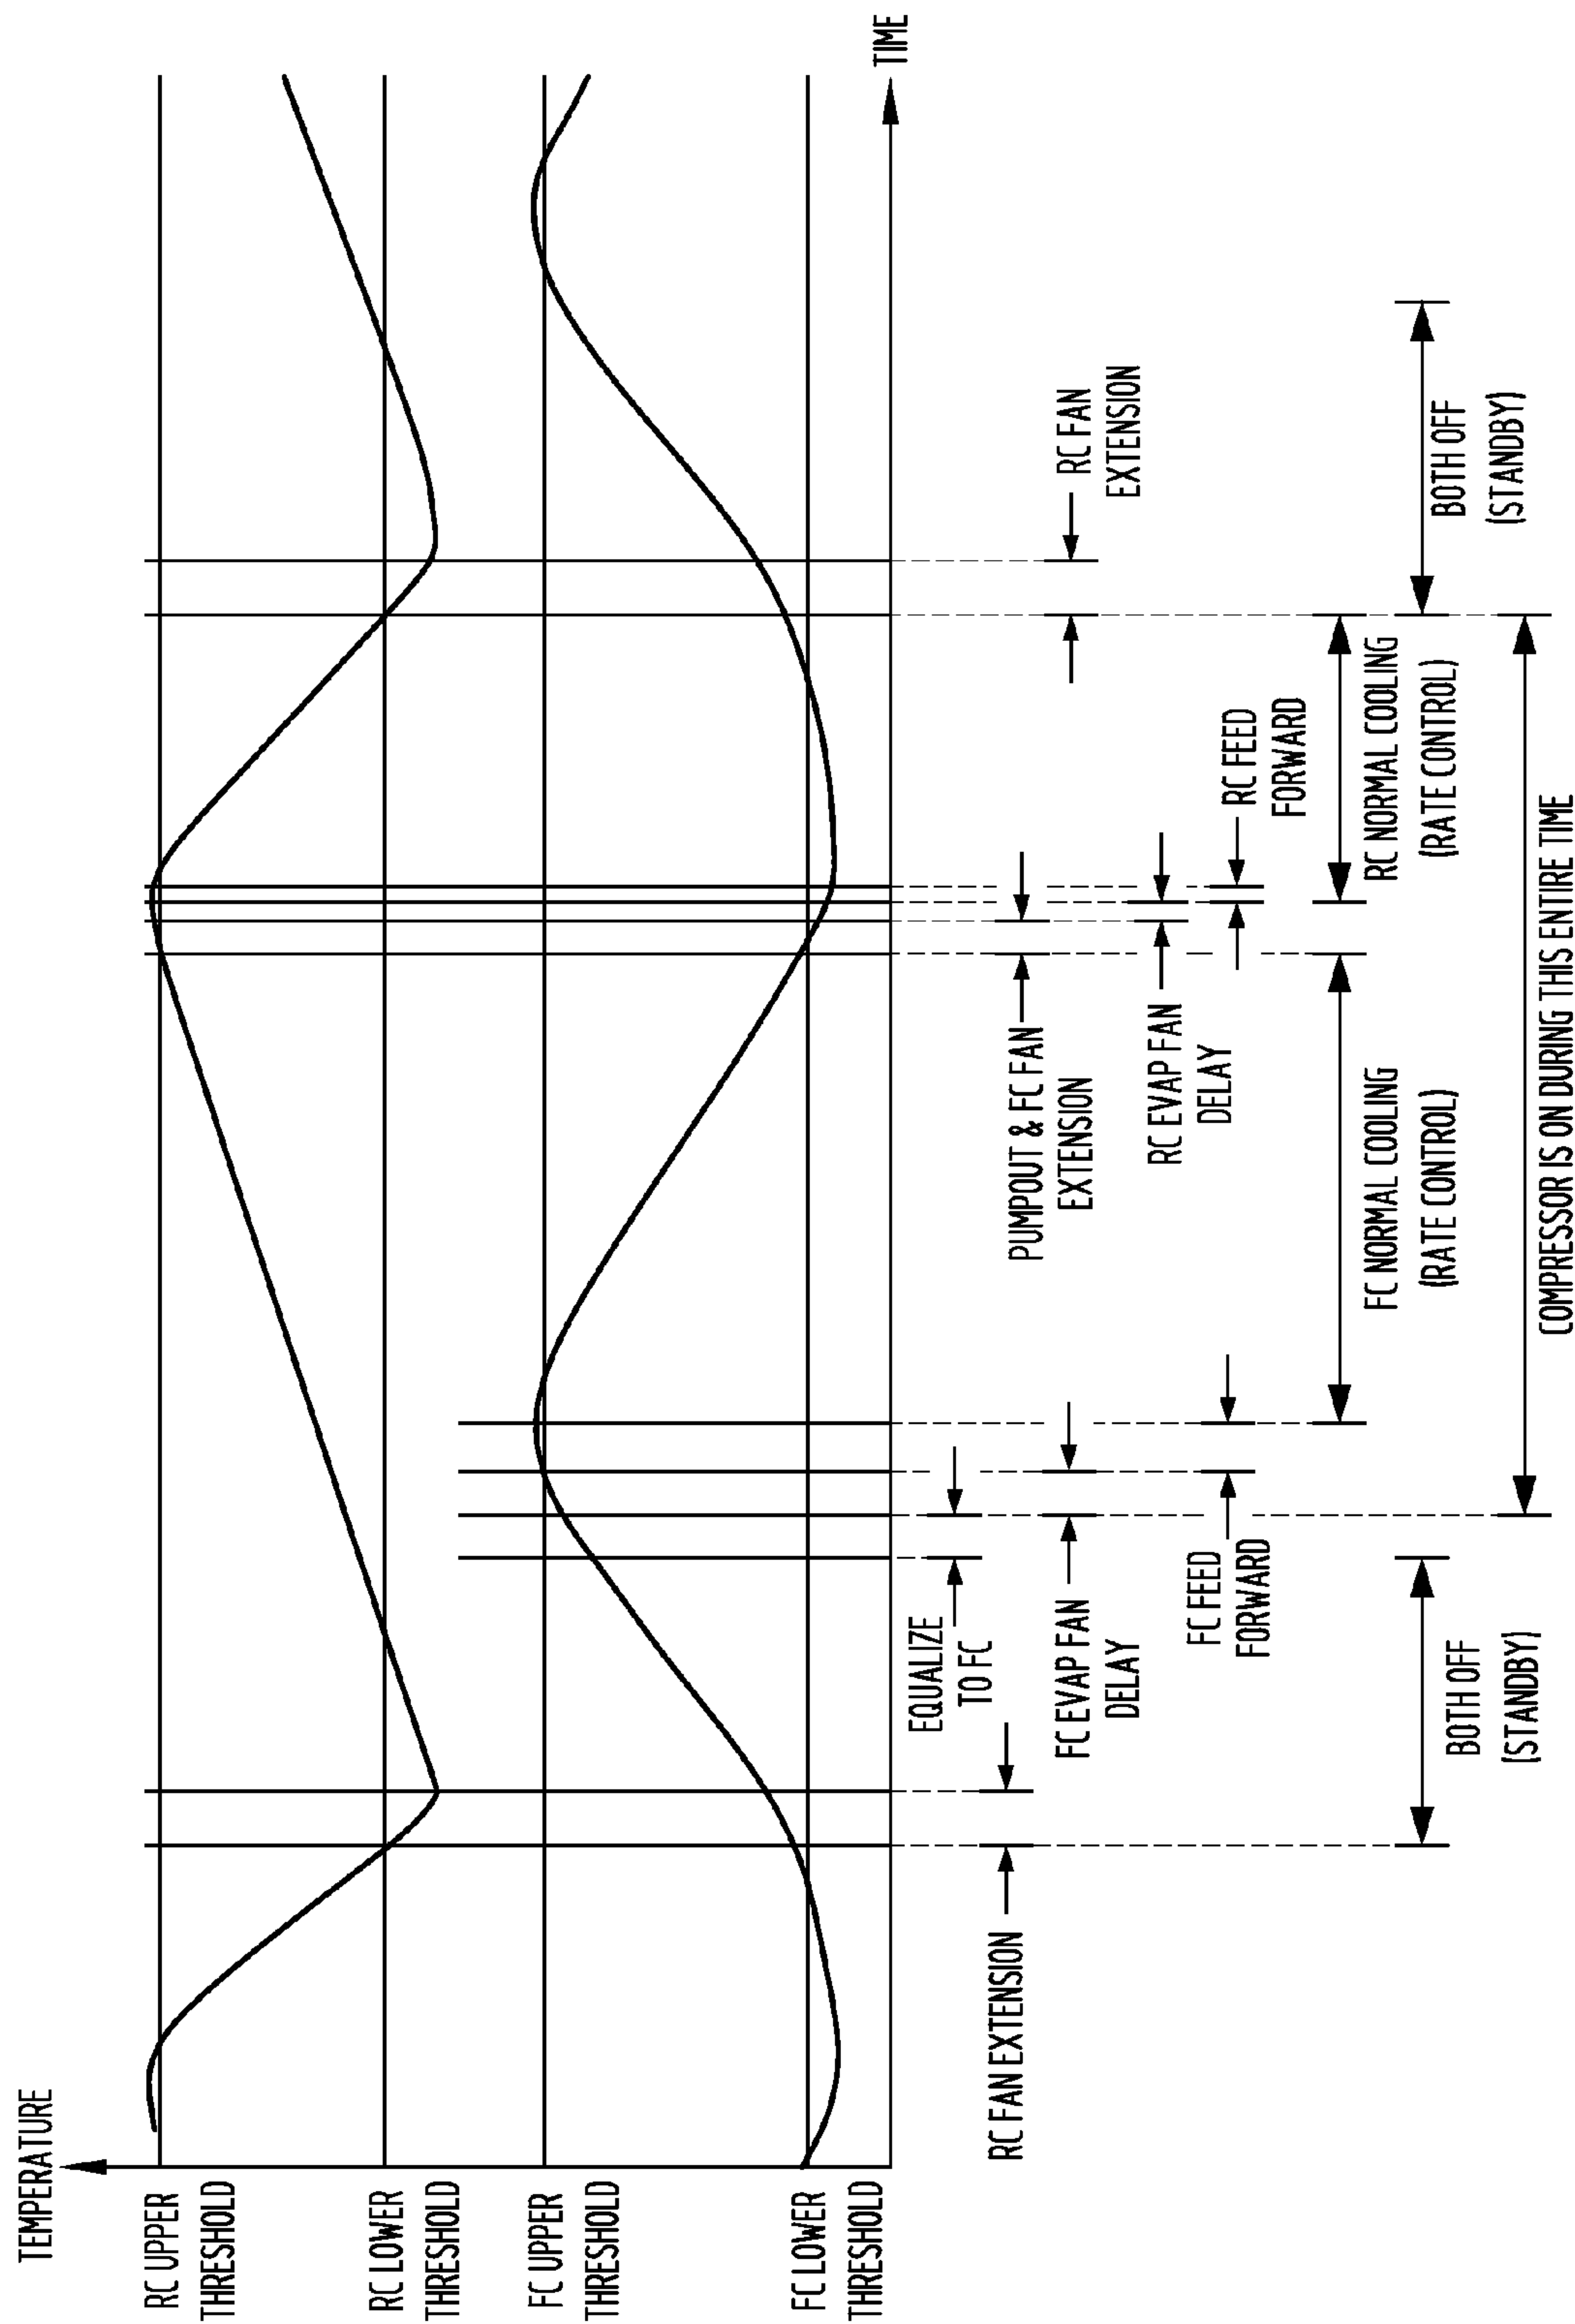 TEMPERATURE
RC UPPER
THRESHOLD
RC LOWER
THRESHOLD
FC UPPER
THRESHOLD
FC LOWER
THRESHOLD
TIME
RC FAN EXTENSION
EQUALIZE
TO FC
FC EVAP FAN
DELAY
FC FEED
FORWARD
BOTH OFF
(STANDBY)
PUMPOUT & FC FAN
EXTENSION
RC EVAP FAN
DELAY
RC FEED
FORWARD
FC NORMAL COOLING
(RATE CONTROL)
RC NORMAL COOLING
(RATE CONTROL)
RC FAN
EXTENSION
BOTH OFF
(STANDBY)
COMPRESSOR IS ON DURING THIS ENTIRE TIME